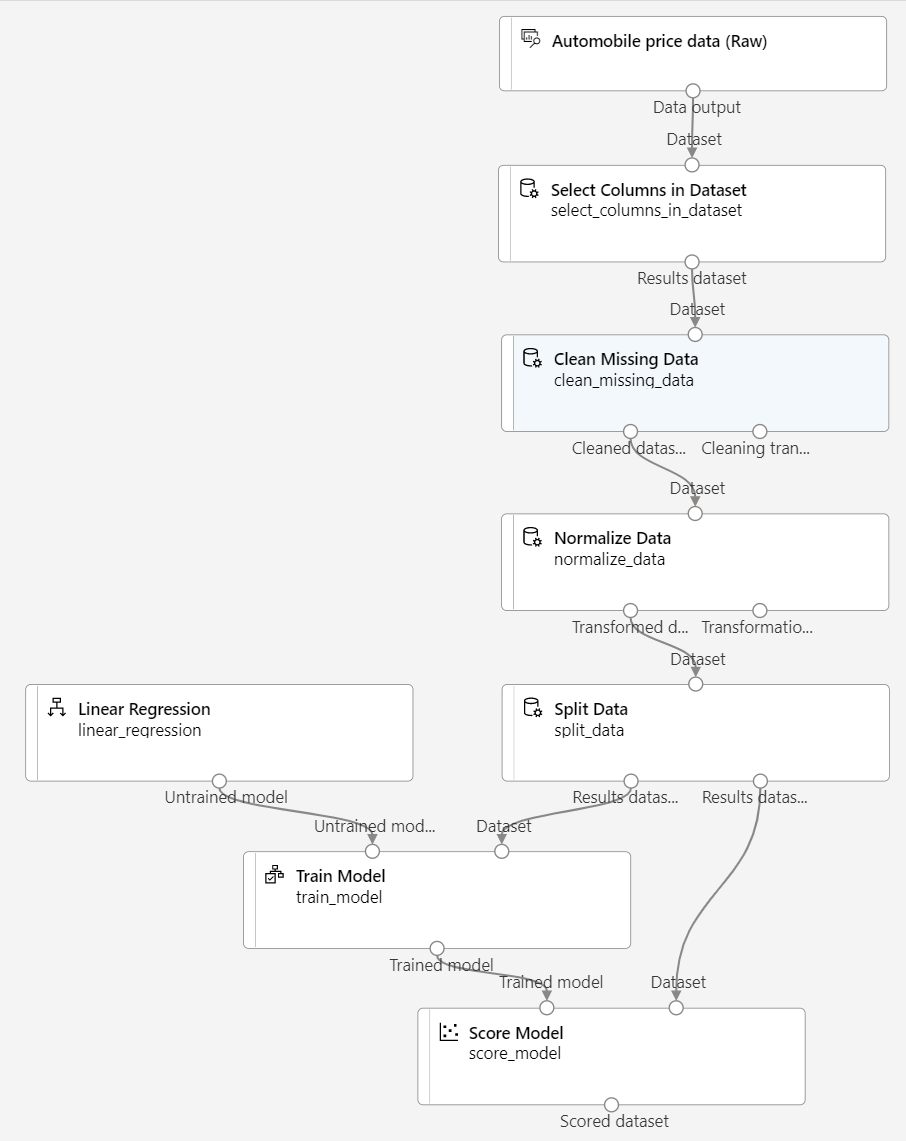 Automobile price data (Raw)
Data output
Dataset
Select Columns in Dataset
select_columns_in_dataset
Results dataset
Dataset
Clean Missing Data
clean_missing_data
Cleaned datas... Cleaning tran...
Dataset
Normalize Data
normalize_data
Transformed d... Transformatio...
Dataset
Linear Regression
linear_regression
Untrained model
Split Data
split_data
Results datas... Results datas...
Untrained mod... Dataset
Train Model
train_model
Trained model
Trained model Dataset
Score Model
score_model
Scored dataset